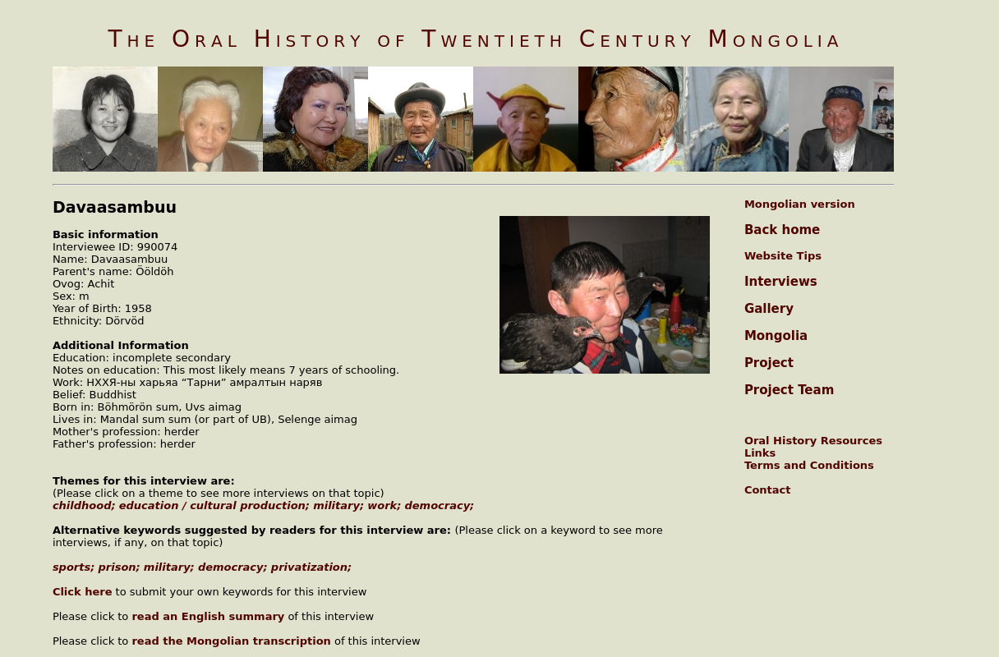 The Oral History of Twentieth Century Mongolia
Davaasambuu
Basic information
Interviewee ID: 990074
Name: Davaasambuu
Parent's name: Ööldöh
Ovog: Achit
Sex: m
Year of Birth: 1958
Ethnicity: Dörvöd
Additional Information
Education: incomplete secondary
Notes on education: This most likely means 7 years of schooling.
Work: НХХЯ-ны харьяа “Тарни” амралтын наряв
Belief: Buddhist
Born in: Böhmörön sum, Uvs aimag
Lives in: Mandal sum sum (or part of UB), Selenge aimag
Mother's profession: herder
Father's profession: herder
Themes for this interview are:
(Please click on a theme to see more interviews on that topic)
childhood; education / cultural production; military; work; democracy;
Alternative keywords suggested by readers for this interview are: (Please click on a keyword to see more
interviews, if any, on that topic)
sports; prison; military; democracy; privatization;
Click here to submit your own keywords for this interview
Please click to read an English summary of this interview
Please click to read the Mongolian transcription of this interview
Mongolian version
Back home
Website Tips
Interviews
Gallery
Mongolia
Project
Project Team
Oral History Resources
Links
Terms and Conditions
Contact